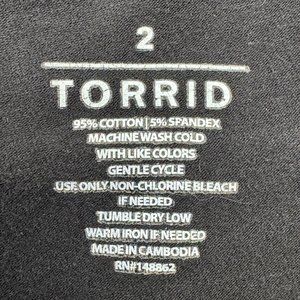 2
TORRID
95% COTTON | 5% SPANDEX
MACHINE WASH COLD
WITH LIKE COLORS
GENTLE CYCLE
USE ONLY NON-CHLORINE BLEACH
IF NEEDED
TUMBLE DRY LOW
WARM IRON IF NEEDED
MADE IN CAMBODIA
RN#148862